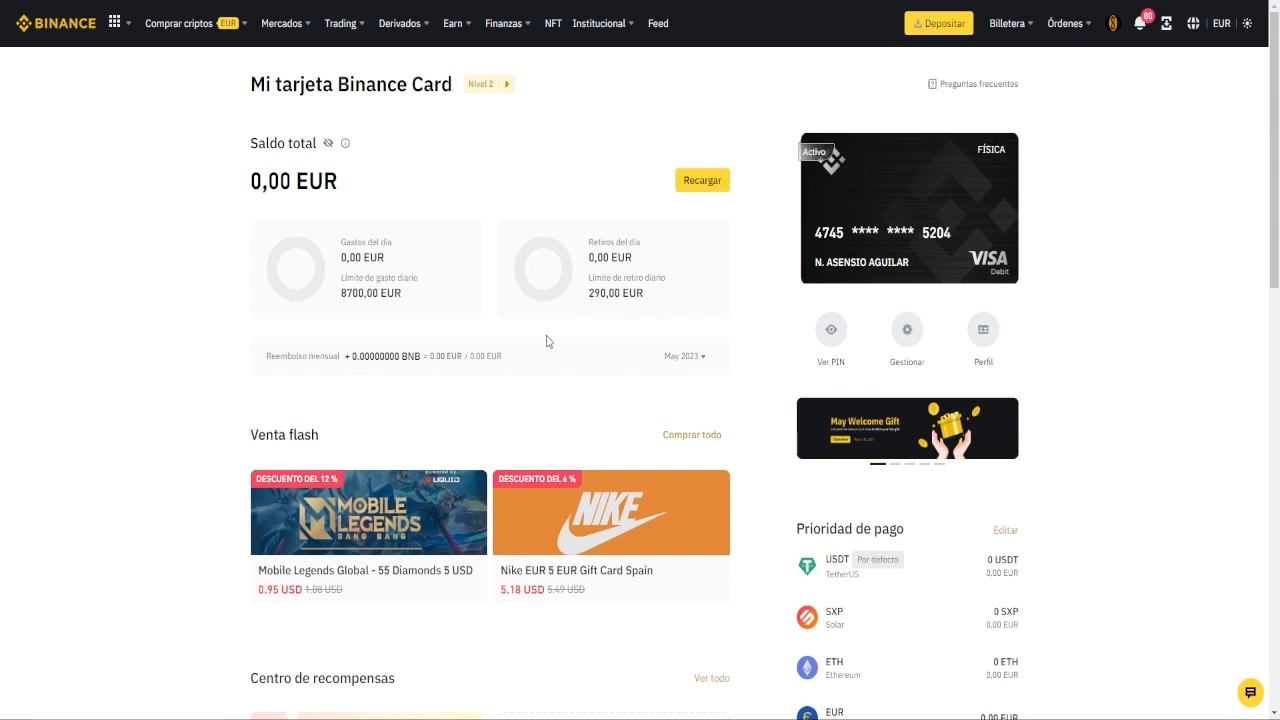 BINANCE
Comprar criptos EUR
Mercados
Trading
Derivados
Earn
Finanzas
NFT
Institucional
Feed
Depositar
Billetera
Órdenes
80
EUR
Mi tarjeta Binance Card
Nivel 2
Preguntas frecuentes
Saldo total
0,00 EUR
Recargar
Gastos del día
0,00 EUR
Límite de gasto diario
8700,00 EUR
Retiros del día
0,00 EUR
Límite de retiro diario
290,00 EUR
Reembolso mensual + 0.00000000 BNB = 0.00 EUR / 0.00 EUR
May 2023
Activo
FÍSICA
4745 **** **** 5204
N. ASENSIO AGUILAR
VISA
Debit
Ver PIN
Gestionar
Perfil
May Welcome Gift
Venta flash
Comprar todo
DESCUENTO DEL 12 %
powered by
UQUID
MOBILE
LEGENDS
BANG BANG
Mobile Legends Global - 55 Diamonds 5 USD
0.95 USD 1.08 USD
DESCUENTO DEL 6 %
NIKE
Nike EUR 5 EUR Gift Card Spain
5.18 USD 5.49 USD
Prioridad de pago
Editar
USDT Por defecto
TetherUS
0 USDT
0,00 EUR
SXP
Solar
0 SXP
0,00 EUR
ETH
Ethereum
0 ETH
0,00 EUR
EUR
0,00 EUR
Centro de recompensas
Ver todo